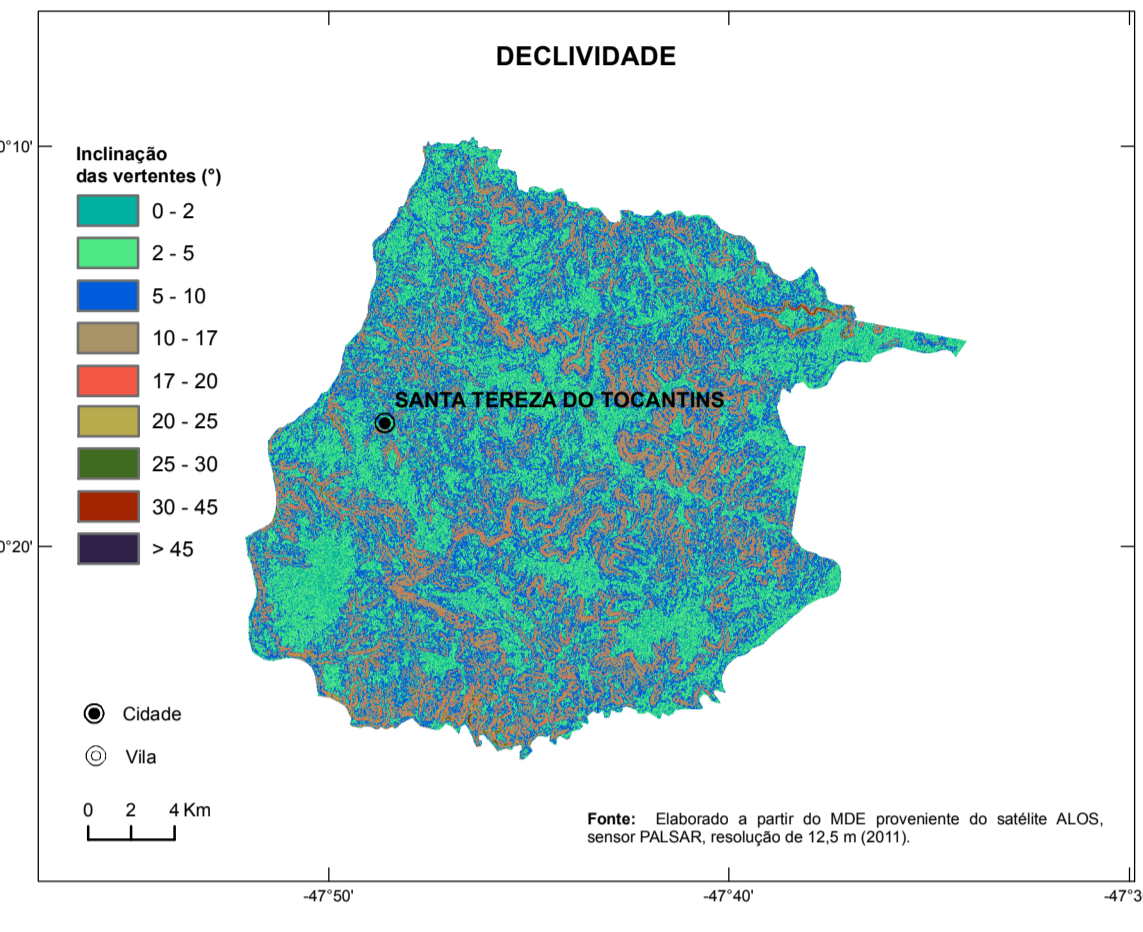 DECLIVIDADE
0°10'
Inclinação
das vertentes (°)
0 - 2
2 - 5
5 - 10
10 - 17
17 - 20
20 - 25
25 - 30
30 - 45
> 45
SANTA TEREZA DO TOCANTINS
0°20'
Cidade
Vila
0 2 4 Km
Fonte: Elaborado a partir do MDE proveniente do satélite ALOS,
sensor PALSAR, resolução de 12,5 m (2011).
-47°50' -47°40' -47°3